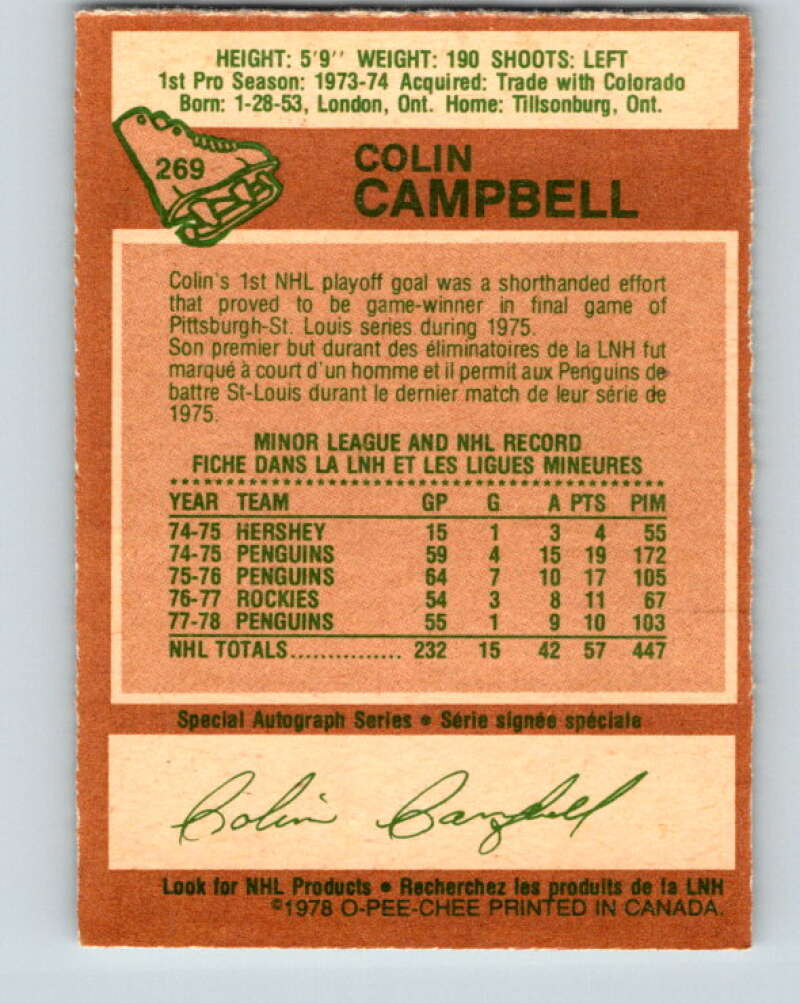 HEIGHT: 5'9'' WEIGHT: 190 SHOOTS: LEFT
1st Pro Season: 1973-74 Acquired: Trade with Colorado
Born: 1-28-53, London, Ont. Home: Tillsonburg, Ont.
269
COLIN
CAMPBELL
Colin's 1st NHL playoff goal was a shorthanded effort
that proved to be game-winner in final game of
Pittsburgh-St. Louis series during 1975.
Son premier but durant des éliminatoires de la LNH fut
marqué à court d'un homme et il permit aux Penguins de
battre St-Louis durant le dernier match de leur série de
1975.
MINOR LEAGUE AND NHL RECORD
FICHE DANS LA LNH ET LES LIGUES MINEURES
YEAR TEAM GP G A PTS PIM
74-75 HERSHEY 15 1 3 4 55
74-75 PENGUINS 59 4 15 19 172
75-76 PENGUINS 64 7 10 17 105
76-77 ROCKIES 54 3 8 11 67
77-78 PENGUINS 55 1 9 10 103
NHL TOTALS............... 232 15 42 57 447
Special Autograph Series • Série signée spéciale
Colin Campbell
Look for NHL Products • Recherchez les produits de la LNH
©1978 O-PEE-CHEE PRINTED IN CANADA.